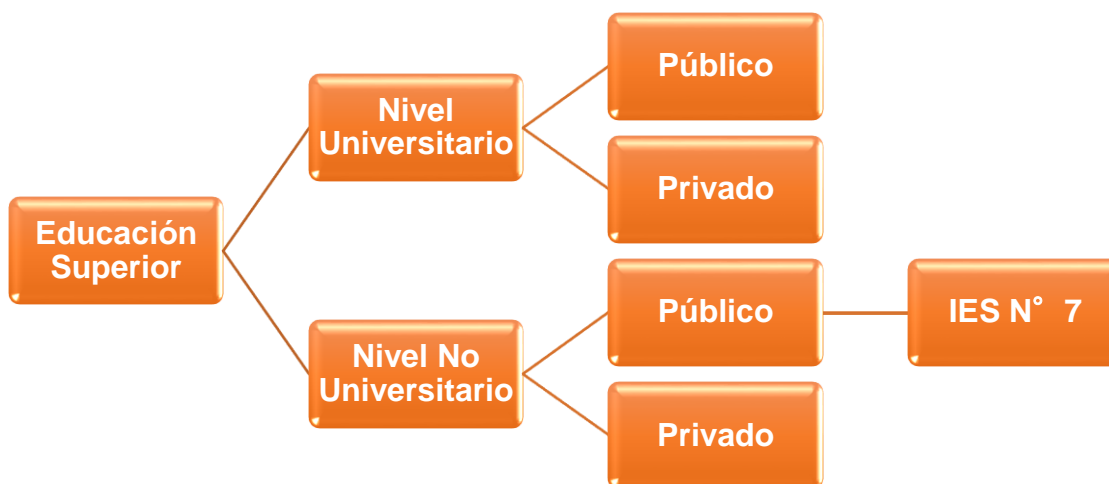 Educación
Superior
Nivel
Universitario
Público
Privado
Nivel No
Universitario
Público
IES N° 7
Privado